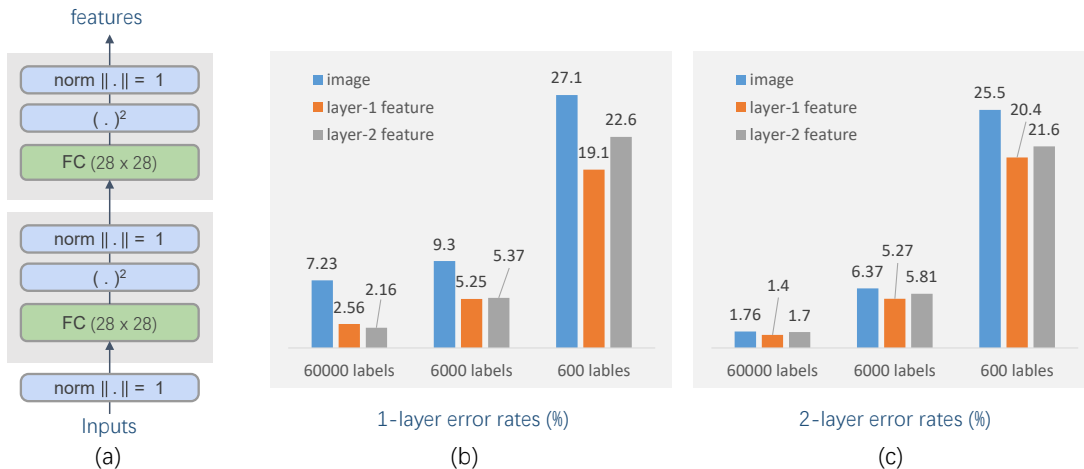 features
norm ‖ . ‖ = 1
( . )²
FC (28 x 28)
norm ‖ . ‖ = 1
( . )²
FC (28 x 28)
norm ‖ . ‖ = 1
Inputs
(a)
image
layer-1 feature
layer-2 feature
7.23
2.56
2.16
9.3
5.25
5.37
27.1
19.1
22.6
60000 labels
6000 labels
600 lables
1-layer error rates (%)
(b)
image
layer-1 feature
layer-2 feature
1.76
1.4
1.7
6.37
5.27
5.81
25.5
20.4
21.6
60000 labels
6000 labels
600 lables
2-layer error rates (%)
(c)